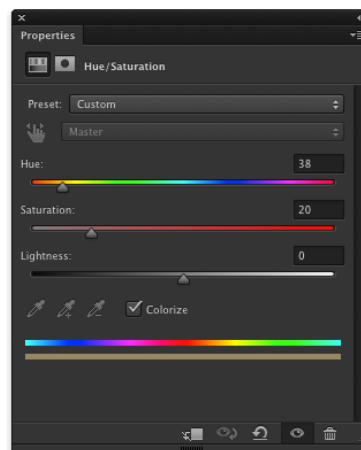 Properties
Hue/Saturation
Preset: Custom
Master
Hue: 38
Saturation: 20
Lightness: 0
Colorize